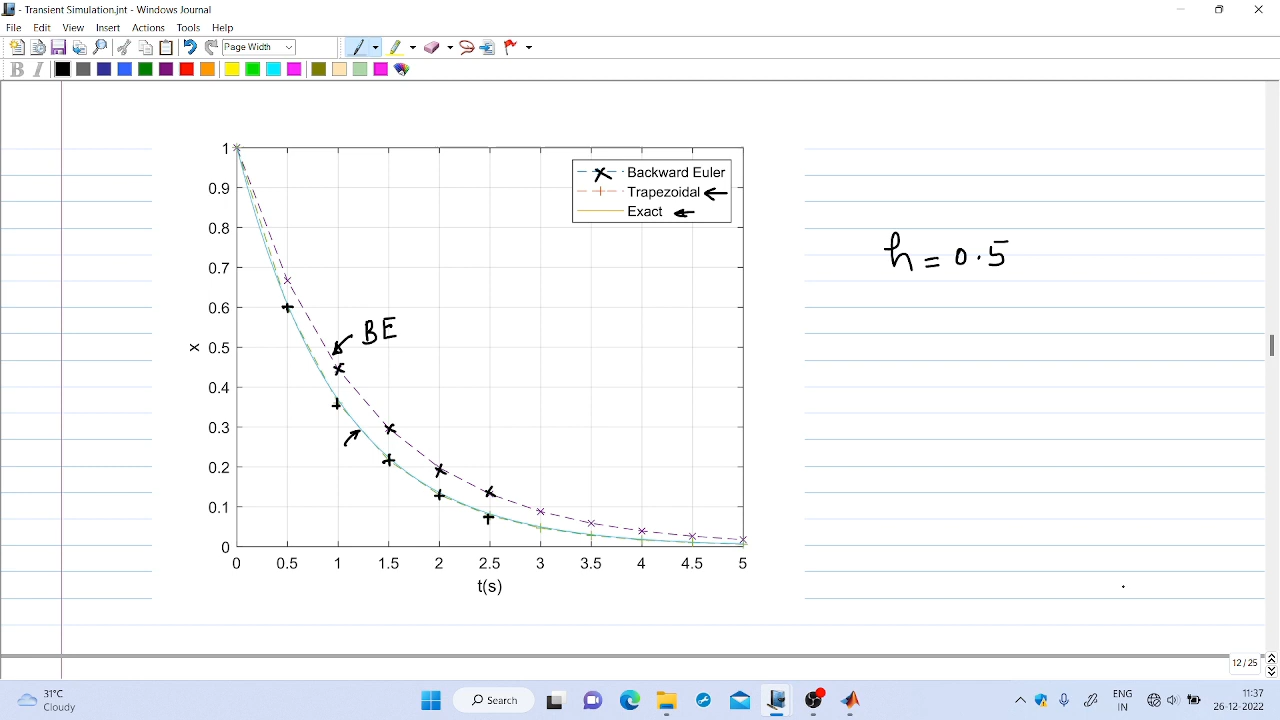 Transient Simulation.jnt - Windows Journal
File Edit View Insert Actions Tools Help
Page Width
B I
Backward Euler
Trapezoidal
Exact
h = 0.5
BE
1
0.9
0.8
0.7
0.6
0.5
0.4
0.3
0.2
0.1
0
x
0 0.5 1 1.5 2 2.5 3 3.5 4 4.5 5
t(s)
12/25
31°C
Cloudy
Search
ENG
IN
11:37
26-12-2022